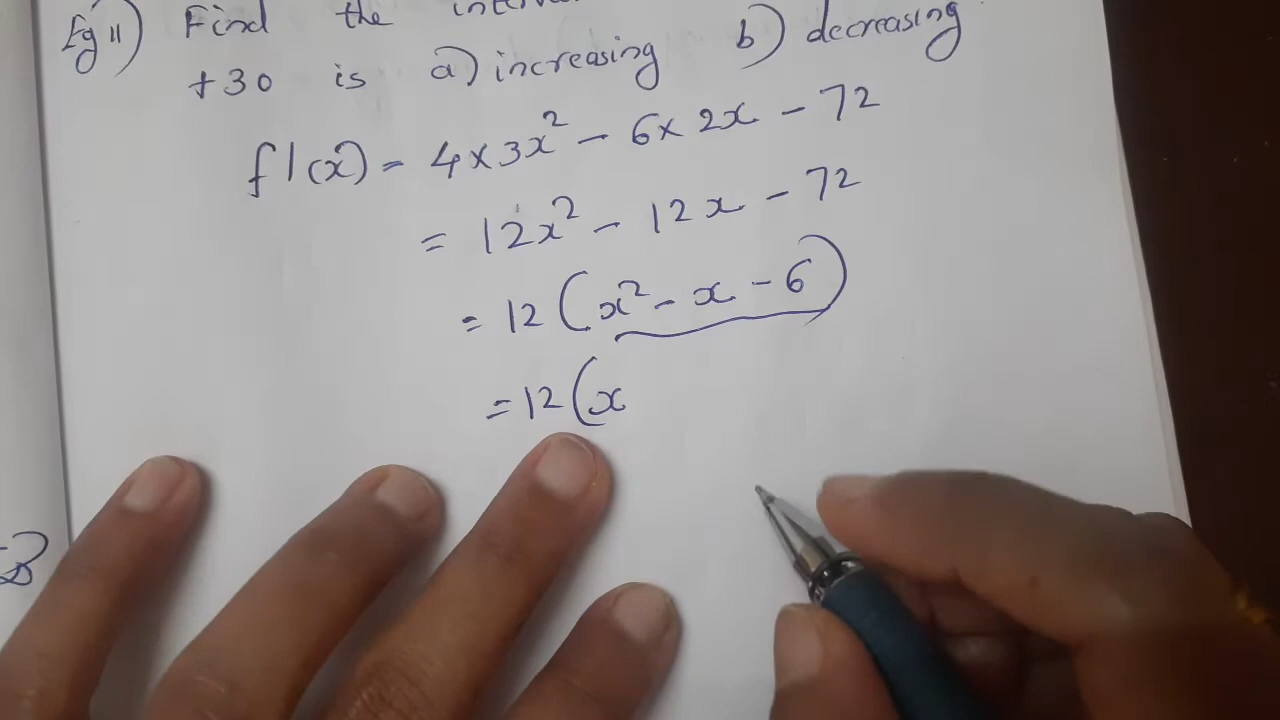 Eg 11) Find the
+30 is a) increasing b) decreasing
f'(x) = 4×3x² - 6×2x - 72
= 12x² - 12x - 72
= 12(x² - x - 6)
= 12(x